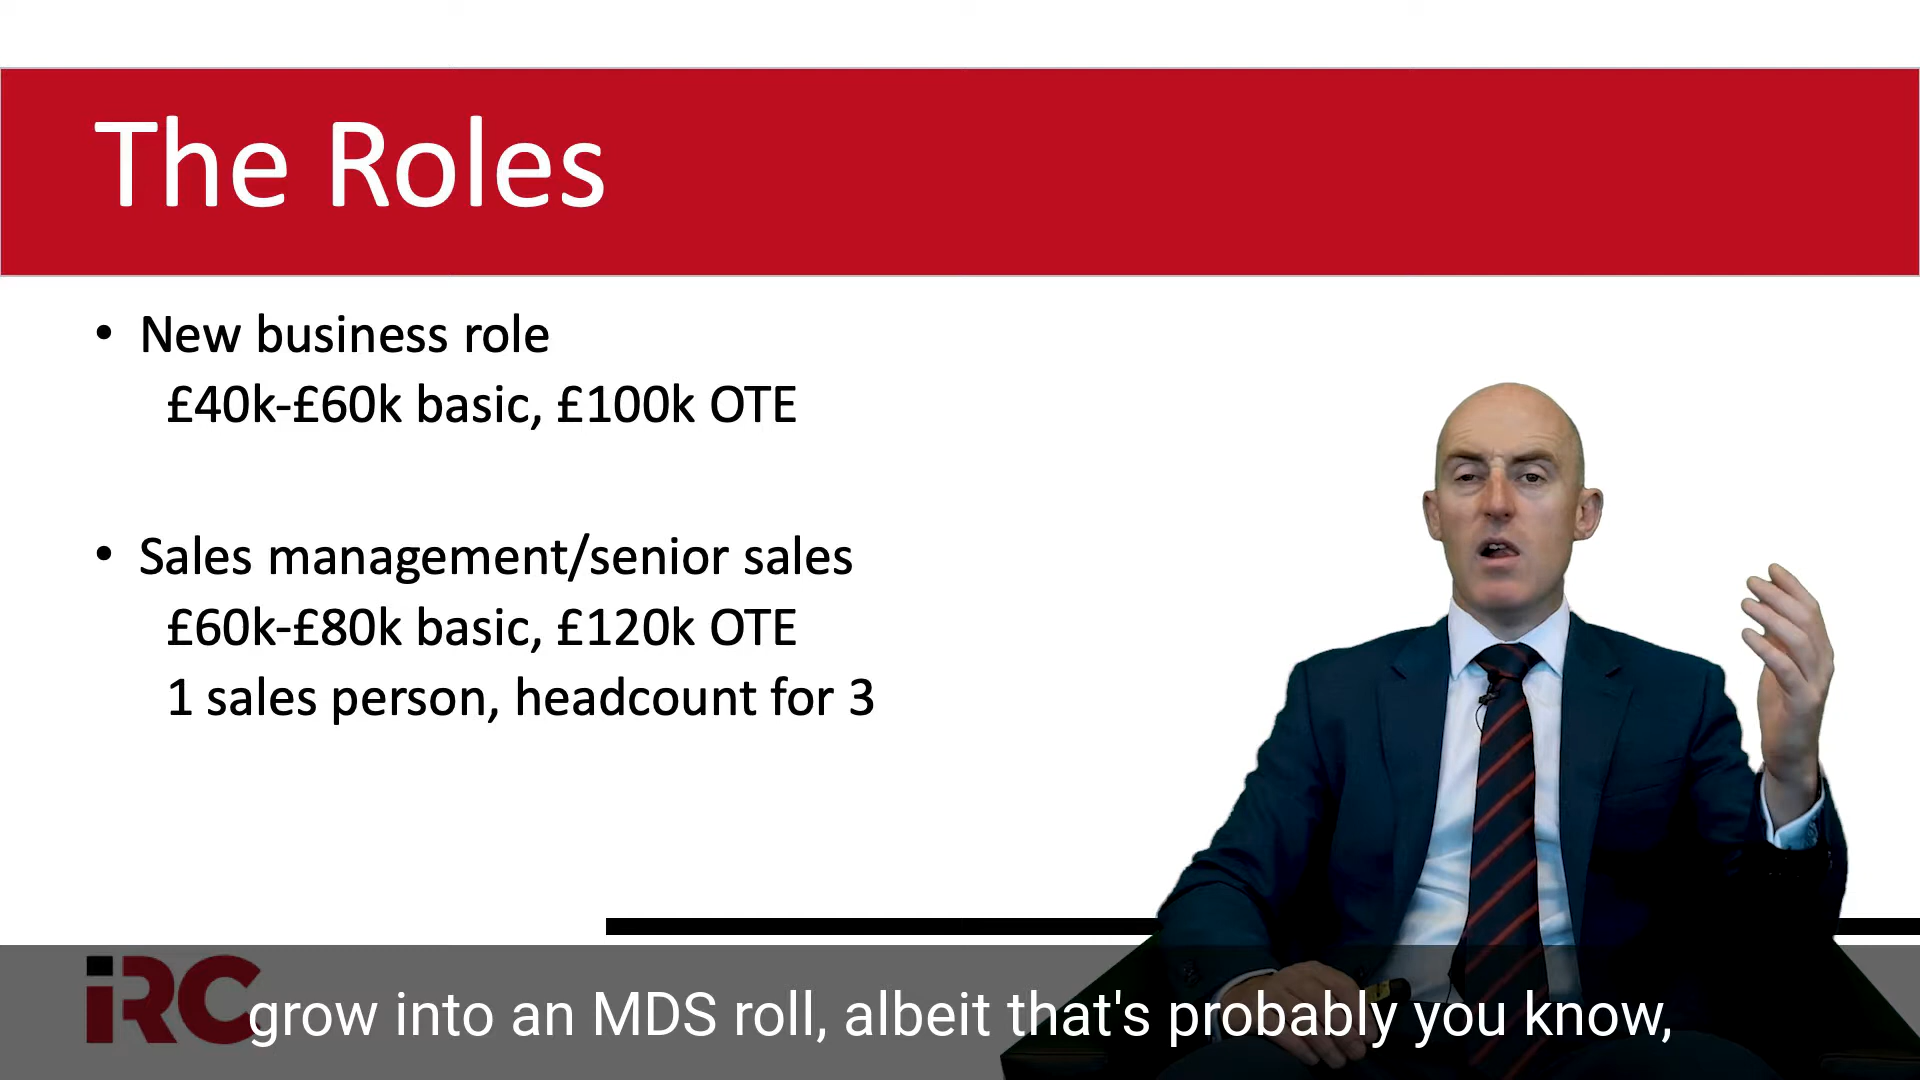 The Roles
• New business role
£40k-£60k basic, £100k OTE
• Sales management/senior sales
£60k-£80k basic, £120k OTE
1 sales person, headcount for 3
iRC
grow into an MDS roll, albeit that's probably you know,